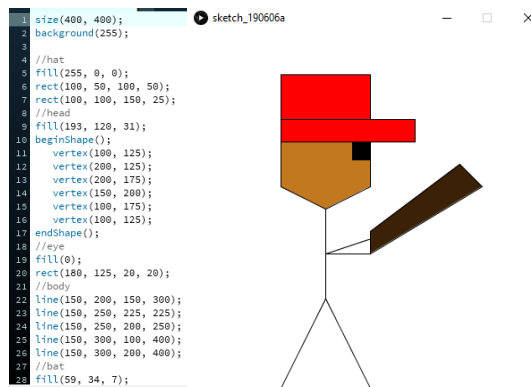 sketch_190606a
1 size(400, 400);
2 background(255);
3
4 //hat
5 fill(255, 0, 0);
6 rect(100, 50, 100, 50);
7 rect(100, 100, 150, 25);
8 //head
9 fill(193, 120, 31);
10 beginShape();
11 vertex(100, 125);
12 vertex(200, 125);
13 vertex(200, 175);
14 vertex(150, 200);
15 vertex(100, 175);
16 vertex(100, 125);
17 endShape();
18 //eye
19 fill(0);
20 rect(180, 125, 20, 20);
21 //body
22 line(150, 200, 150, 300);
23 line(150, 250, 225, 225);
24 line(150, 250, 200, 250);
25 line(150, 300, 100, 400);
26 line(150, 300, 200, 400);
27 //bat
28 fill(59, 34, 7);